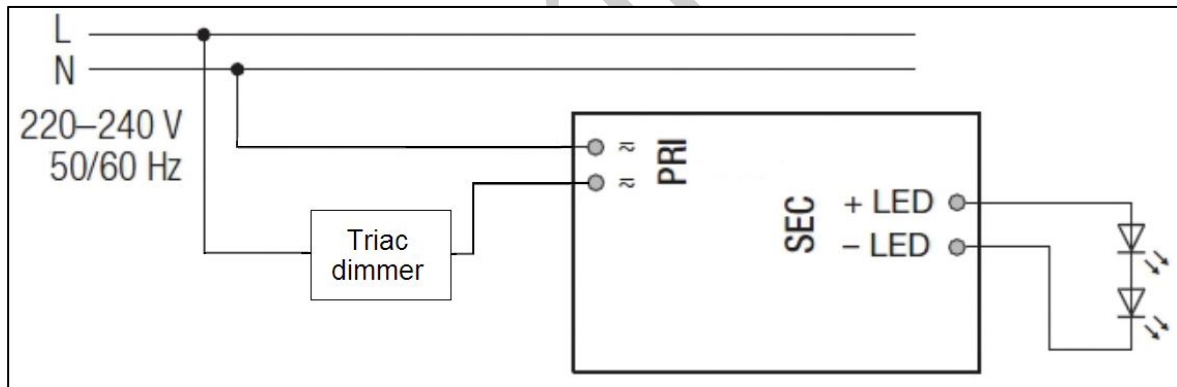 L
N
220–240 V
50/60 Hz
Triac
dimmer
≈ PRI
≈
SEC
+ LED
– LED